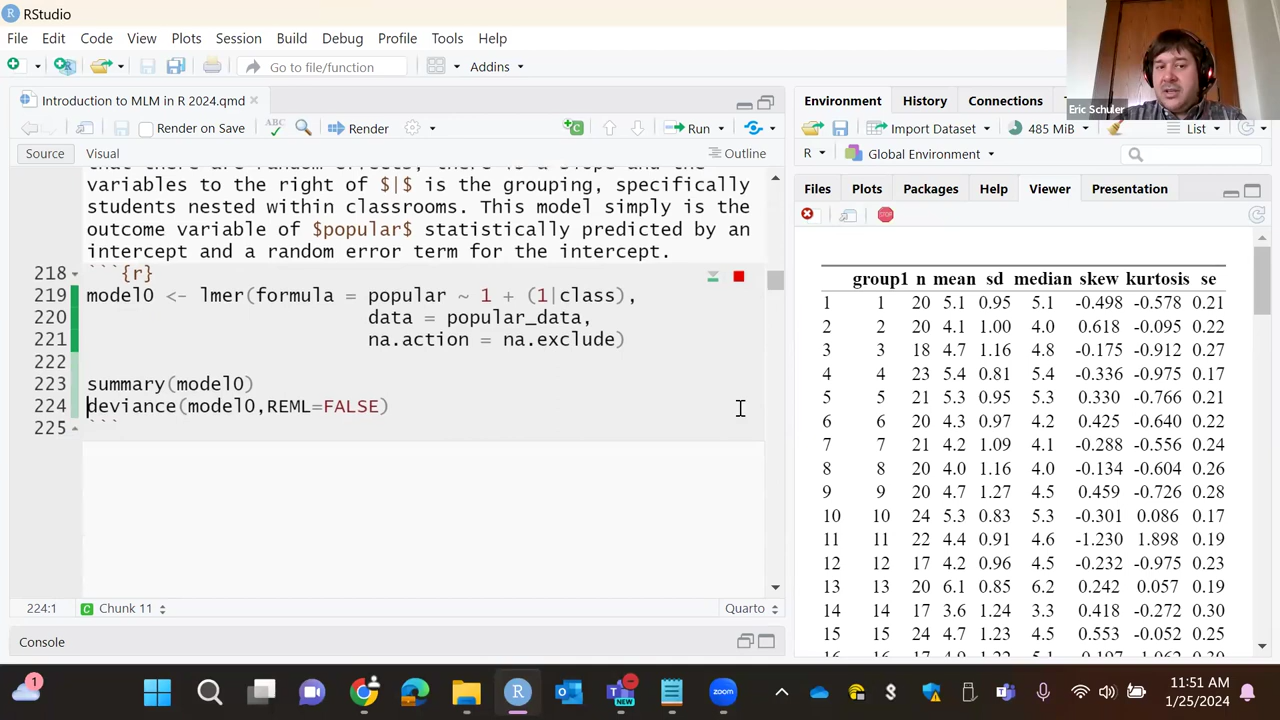 RStudio
File Edit Code View Plots Session Build Debug Profile Tools Help
Go to file/function Addins
Eric Schuler
Introduction to MLM in R 2024.qmd
Render on Save ABC Render Run
Source Visual Outline
variables to the right of $|$ is the grouping, specifically
students nested within classrooms. This model simply is the
outcome variable of $popular$ statistically predicted by an
intercept and a random error term for the intercept.
218 ```{r}
219 model0 <- lmer(formula = popular ~ 1 + (1|class),
220 data = popular_data,
221 na.action = na.exclude)
222
223 summary(model0)
224 deviance(model0,REML=FALSE)
225 ```
224:1 C Chunk 11 Quarto
Console
Environment History Connections
Import Dataset 485 MiB List
R Global Environment
Files Plots Packages Help Viewer Presentation
STOP
group1 n mean sd median skew kurtosis se
1 1 20 5.1 0.95 5.1 -0.498 -0.578 0.21
2 2 20 4.1 1.00 4.0 0.618 -0.095 0.22
3 3 18 4.7 1.16 4.8 -0.175 -0.912 0.27
4 4 23 5.4 0.81 5.4 -0.336 -0.975 0.17
5 5 21 5.3 0.95 5.3 0.330 -0.766 0.21
6 6 20 4.3 0.97 4.2 0.425 -0.640 0.22
7 7 21 4.2 1.09 4.1 -0.288 -0.556 0.24
8 8 20 4.0 1.16 4.0 -0.134 -0.604 0.26
9 9 20 4.7 1.27 4.5 0.459 -0.726 0.28
10 10 24 5.3 0.83 5.3 -0.301 0.086 0.17
11 11 22 4.4 0.91 4.6 -1.230 1.898 0.19
12 12 17 4.2 0.96 4.5 -0.232 -0.975 0.23
13 13 20 6.1 0.85 6.2 0.242 0.057 0.19
14 14 17 3.6 1.24 3.3 0.418 -0.272 0.30
15 15 24 4.7 1.23 4.5 0.553 -0.052 0.25
1 NEW zoom
11:51 AM
1/25/2024